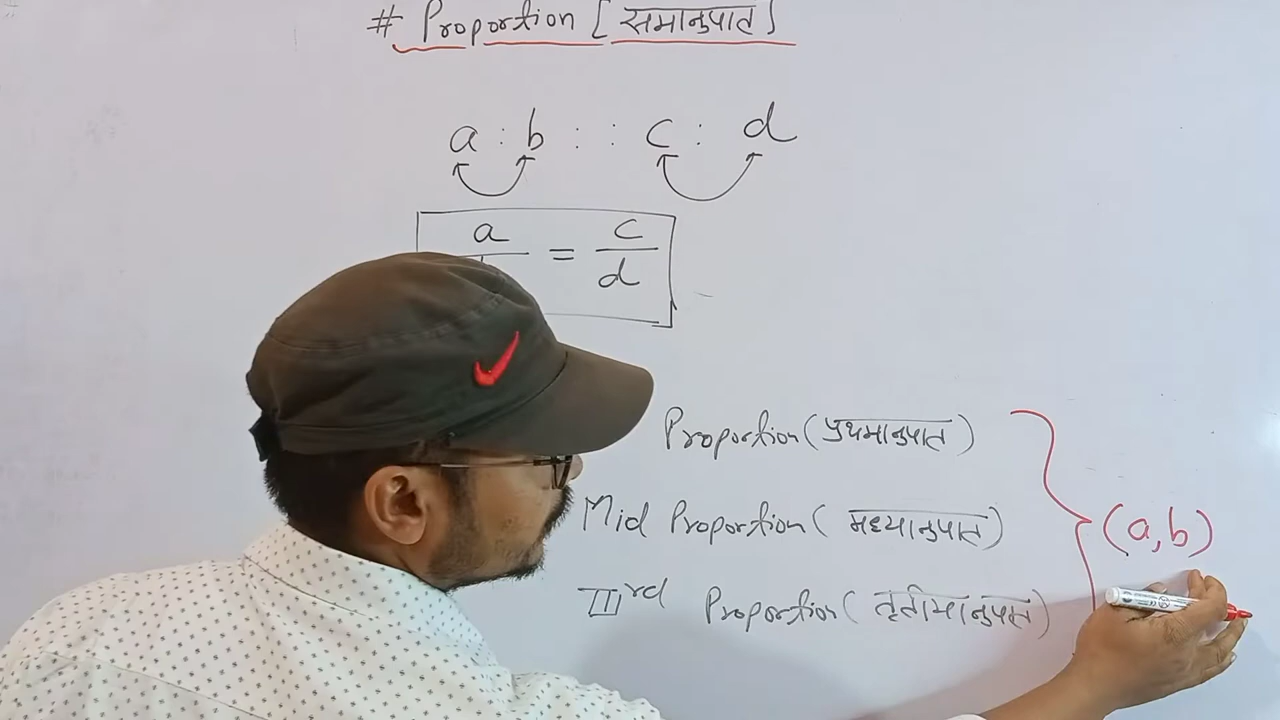 # Proportion [समानुपात]
a : b : : c : d
a = c
d
Proportion (प्रथमानुपात)
Mid Proportion ( मध्यानुपात)
(a,b)
IIIrd Proportion ( तृतीयानुपात)